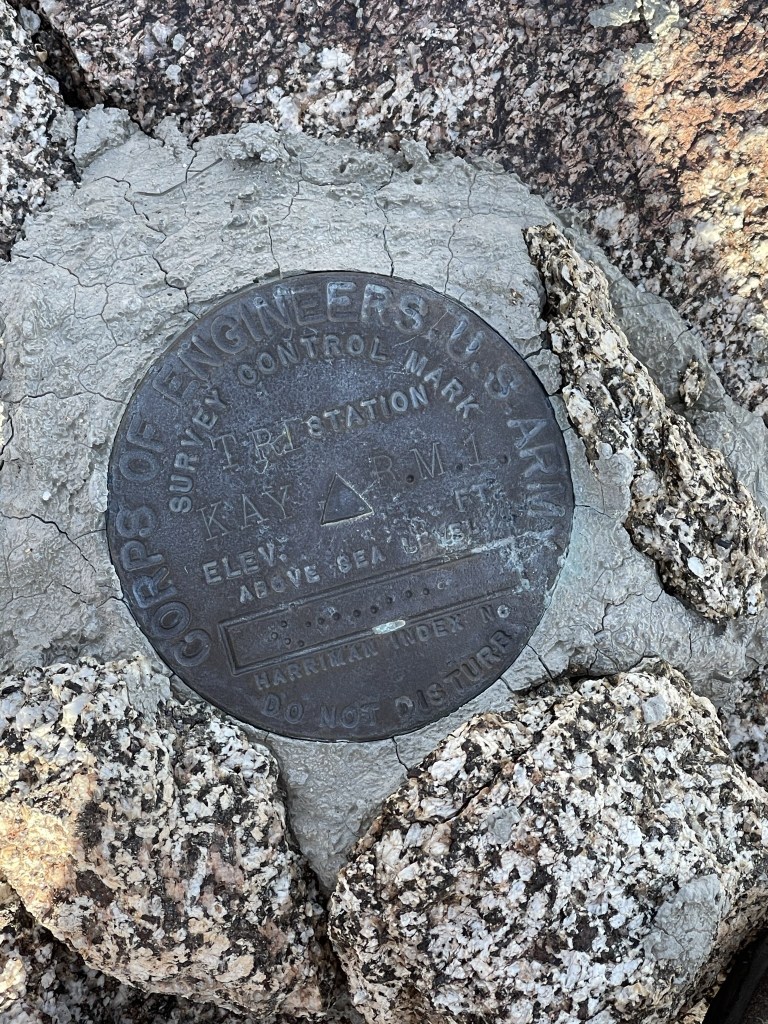 CORPS OF ENGINEERS, U.S. ARMY
SURVEY CONTROL MARK
TRI STATION
KAY R.M.1.
ELEV. FT.
ABOVE SEA LEVEL
HARRIMAN INDEX NO
DO NOT DISTURB